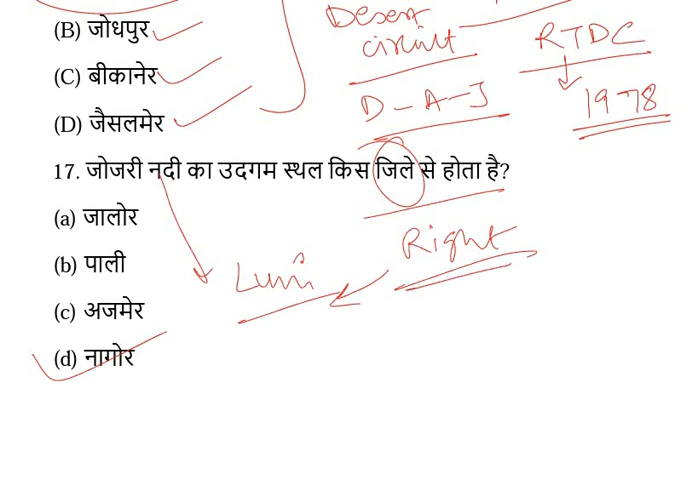 (B) जोधपुर
Desert
circuit
RTDC
(C) बीकानेर
D-A-J
1978
(D) जैसलमेर
17. जोजरी नदी का उदगम स्थल किस जिले से होता है?
(a) जालोर
Right
(b) पाली
Luni
(c) अजमेर
(d) नागोर